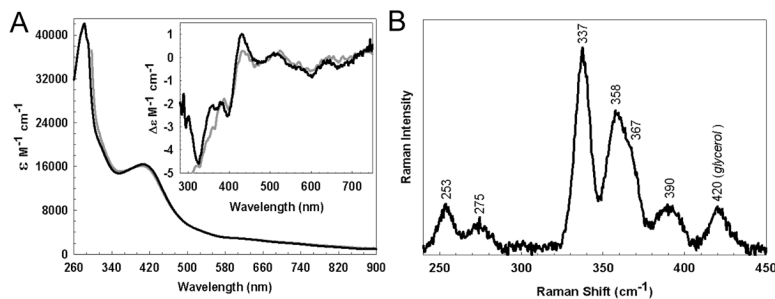 A
ε M⁻¹ cm⁻¹
40000
32000
24000
16000
8000
0
260 340 420 500 580 660 740 820 900
Wavelength (nm)
Δε M⁻¹ cm⁻¹
1
0
-1
-2
-3
-4
-5
300 400 500 600 700
Wavelength (nm)
B
Raman Intensity
253
275
337
358
367
390
420 (glycerol)
250 300 350 400 450
Raman Shift (cm⁻¹)